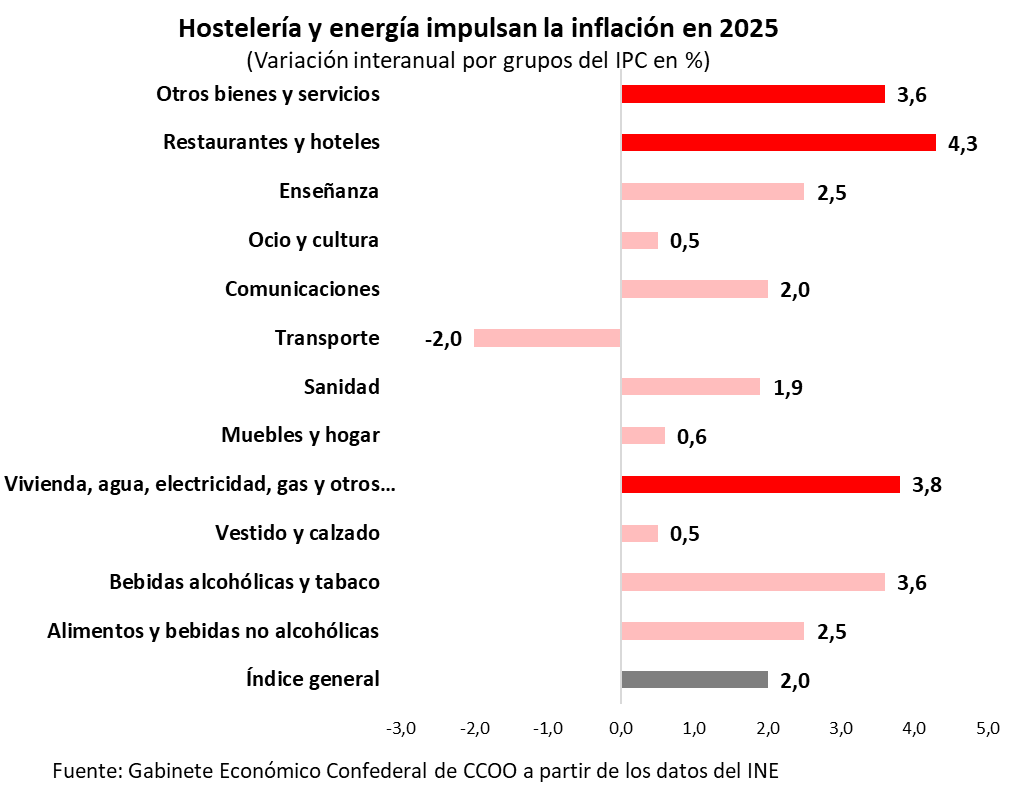 Hostelería y energía impulsan la inflación en 2025
(Variación interanual por grupos del IPC en %)
Otros bienes y servicios 3,6
Restaurantes y hoteles 4,3
Enseñanza 2,5
Ocio y cultura 0,5
Comunicaciones 2,0
Transporte -2,0
Sanidad 1,9
Muebles y hogar 0,6
Vivienda, agua, electricidad, gas y otros... 3,8
Vestido y calzado 0,5
Bebidas alcohólicas y tabaco 3,6
Alimentos y bebidas no alcohólicas 2,5
Índice general 2,0
-3,0 -2,0 -1,0 0,0 1,0 2,0 3,0 4,0 5,0
Fuente: Gabinete Económico Confederal de CCOO a partir de los datos del INE